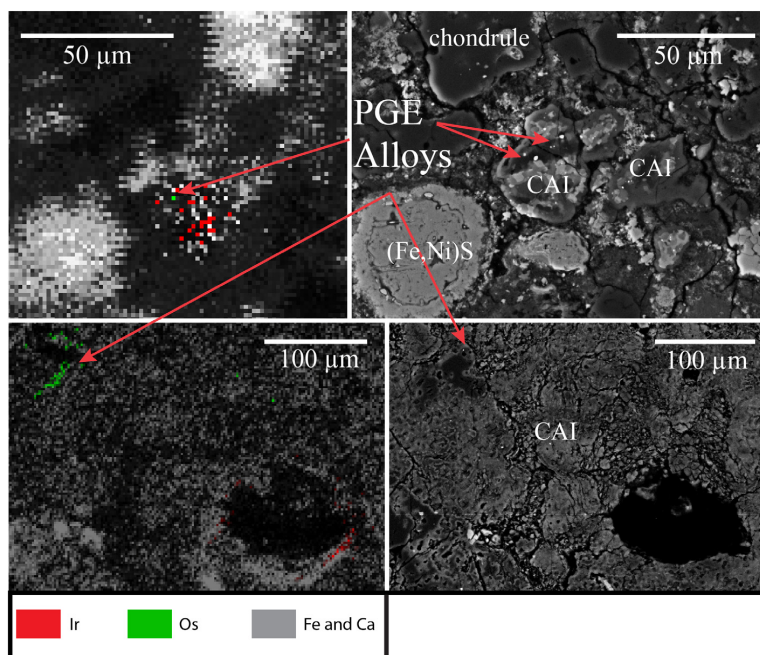 50 µm
chondrule
50 µm
PGE
Alloys
CAI
CAI
(Fe,Ni)S
100 µm
100 µm
CAI
Ir
Os
Fe and Ca